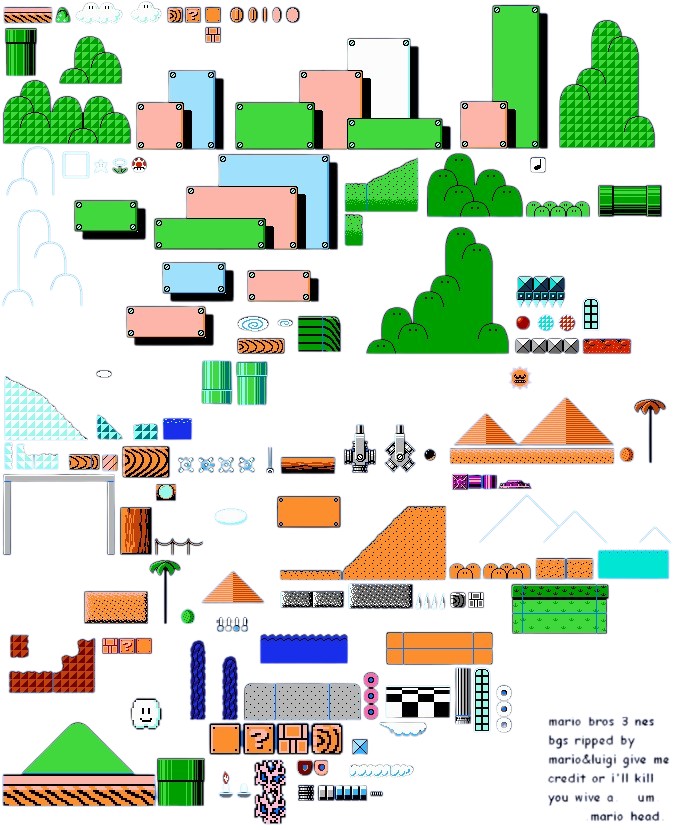 mario bros 3 nes
bgs ripped by
mario&luigi give me
credit or i'll kill
you wive a. um
.mario head.